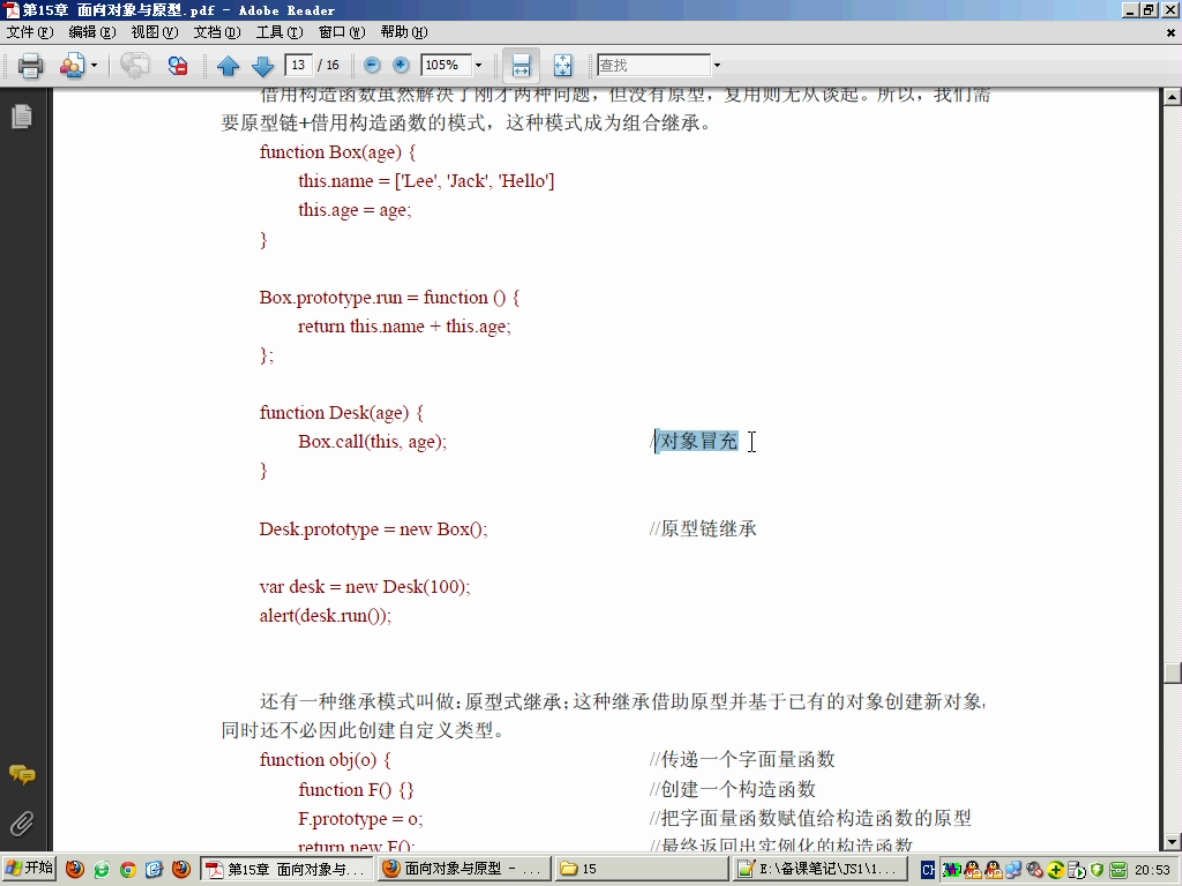 第15章 面向对象与原型.pdf - Adobe Reader
文件(F) 编辑(E) 视图(V) 文档(D) 工具(T) 窗口(W) 帮助(H)
13 / 16 105% 查找
借用构造函数虽然解决了刚才两种问题，但没有原型，复用则无从谈起。所以，我们需
要原型链+借用构造函数的模式，这种模式成为组合继承。
function Box(age) {
this.name = ['Lee', 'Jack', 'Hello']
this.age = age;
}
Box.prototype.run = function () {
return this.name + this.age;
};
function Desk(age) {
Box.call(this, age); //对象冒充
}
Desk.prototype = new Box(); //原型链继承
var desk = new Desk(100);
alert(desk.run());
还有一种继承模式叫做：原型式继承；这种继承借助原型并基于已有的对象创建新对象，
同时还不必因此创建自定义类型。
function obj(o) { //传递一个字面量函数
function F() {} //创建一个构造函数
F.prototype = o; //把字面量函数赋值给构造函数的原型
return new F(); //最终返回出实例化的构造函数
开始 第15章 面向对象与... 面向对象与原型 - ... 15 E:\备课笔记\JS1\1... CH 20:53